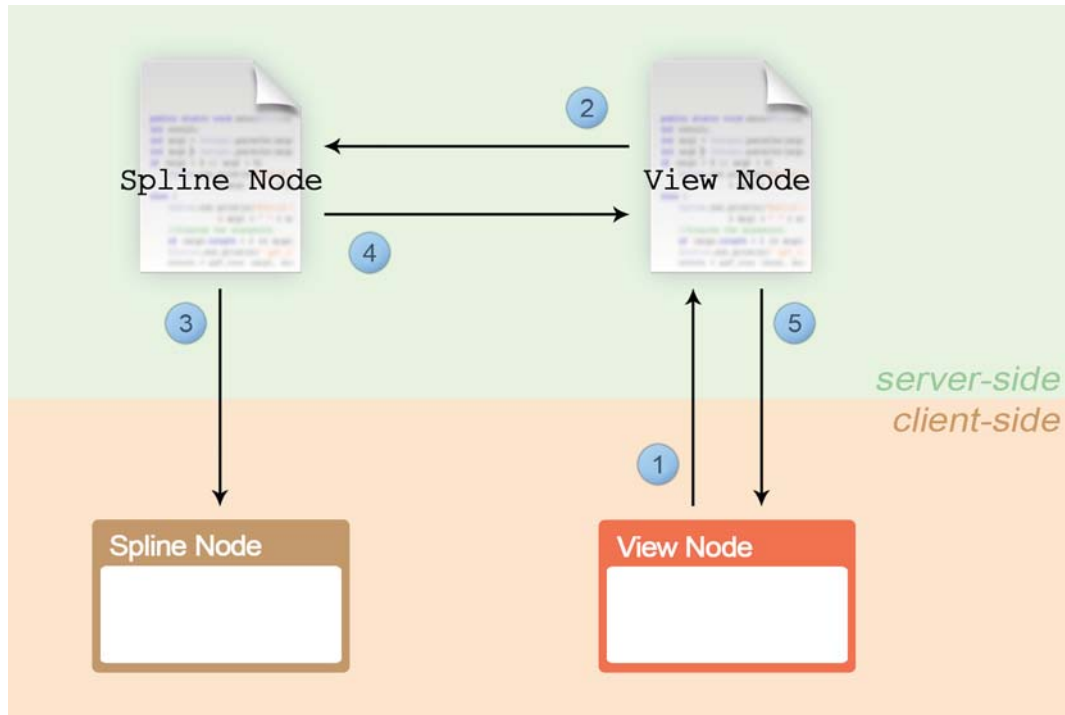 2
Spline Node
View Node
4
3
5
server-side
client-side
1
Spline Node
View Node